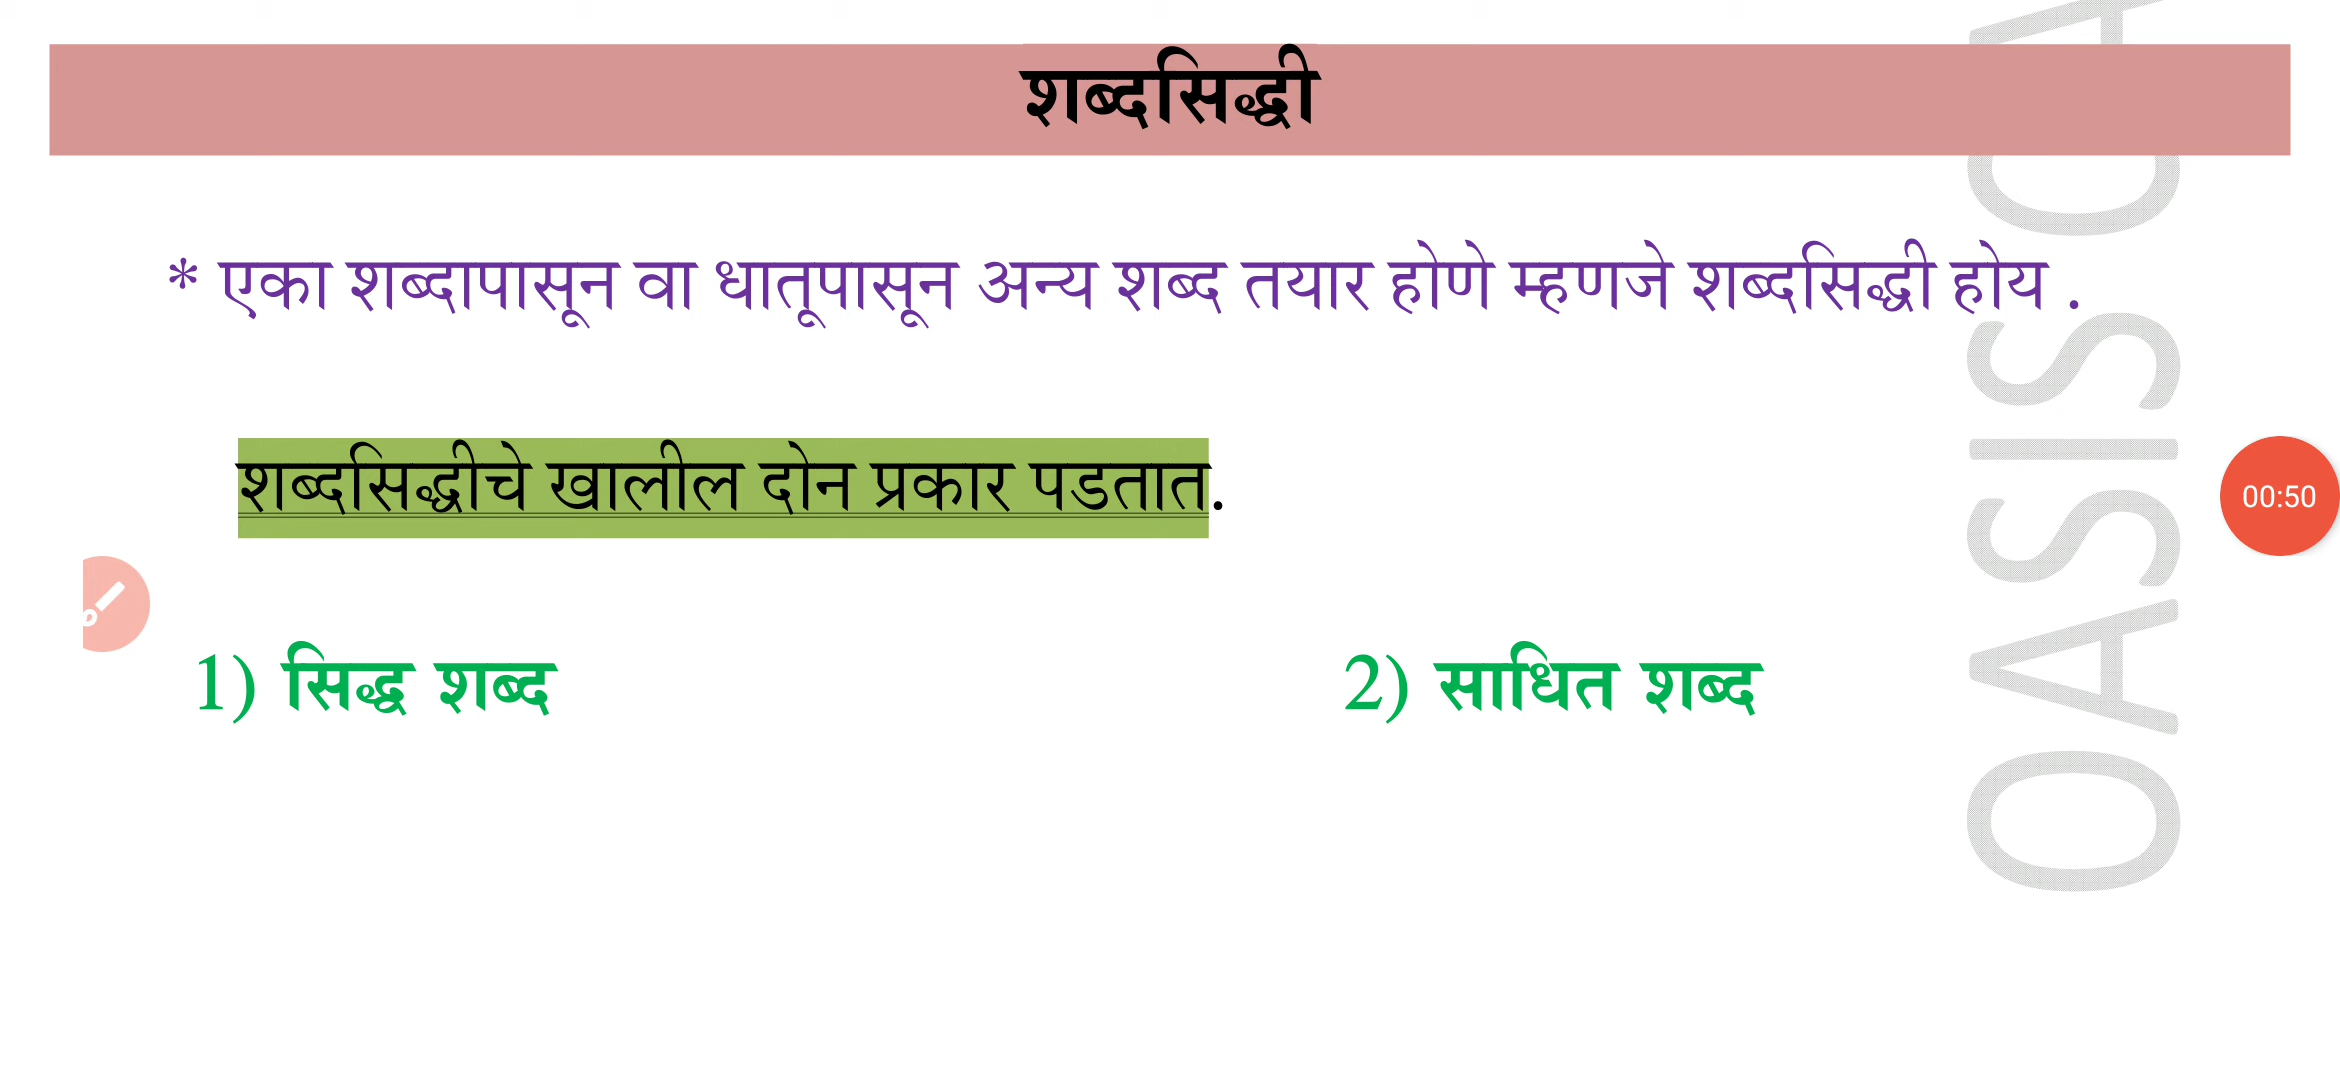 शब्दसिद्धी
* एका शब्दापासून वा धातूपासून अन्य शब्द तयार होणे म्हणजे शब्दसिद्धी होय .
शब्दसिद्धीचे खालील दोन प्रकार पडतात.
00:50
1) सिद्ध शब्द 2) साधित शब्द
OASIS